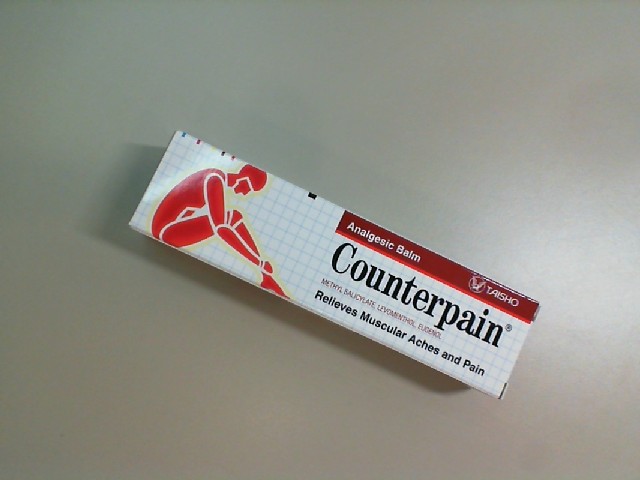 Analgesic Balm
TAISHO
Counterpain®
METHYL SALICYLATE, LEVOMENTHOL, EUGENOL
Relieves Muscular Aches and Pain